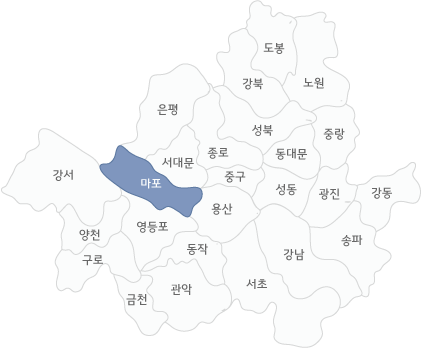 도봉
강북
노원
은평
성북
중랑
서대문
종로
동대문
강서
마포
중구
성동
광진
강동
용산
영등포
양천
동작
송파
구로
강남
관악
서초
금천